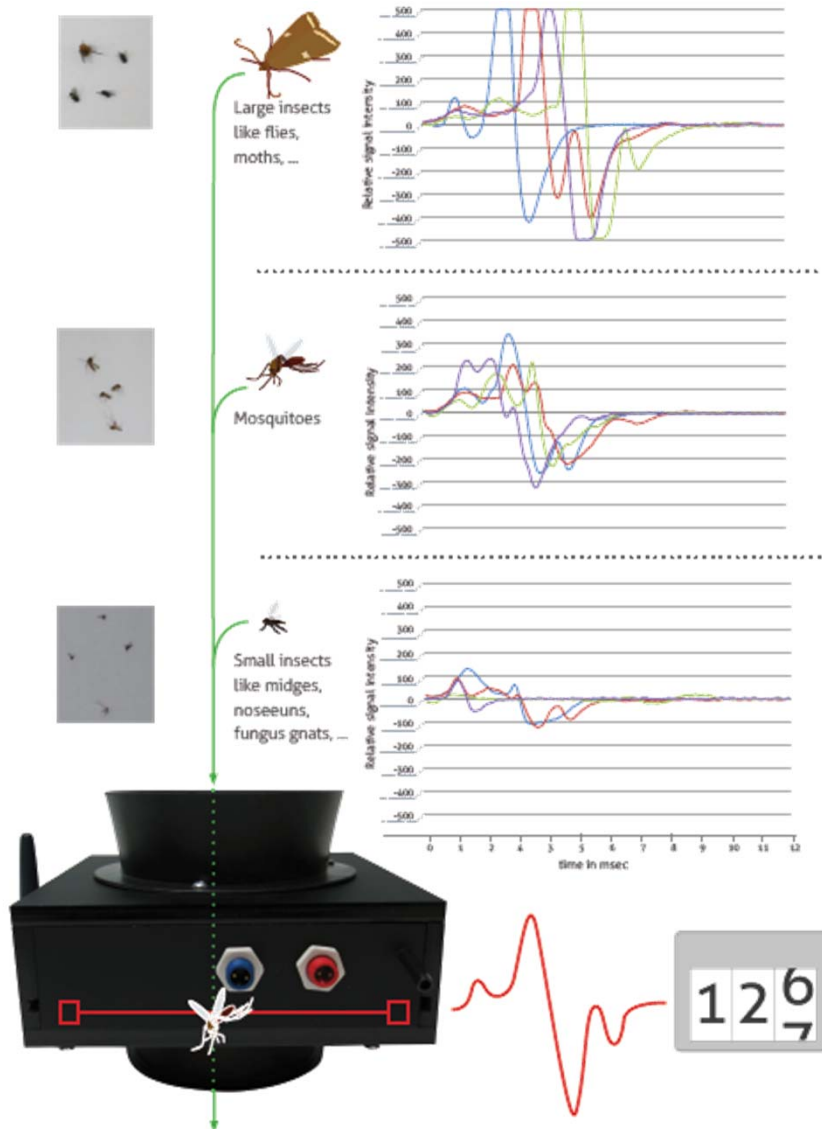 Large insects
like flies,
moths, ...
Relative signal intensity
500
400
300
200
100
0
-100
-200
-300
-400
-500
Mosquitoes
Relative signal intensity
500
400
300
200
100
0
-100
-200
-300
-400
-500
Small insects
like midges,
noseeuns,
fungus gnats, ...
Relative signal intensity
500
400
300
200
100
0
-100
-200
-300
-400
-500
0 1 2 4 3 5 6 7 8 9 10 11 12
time in msec
1 2 6
7